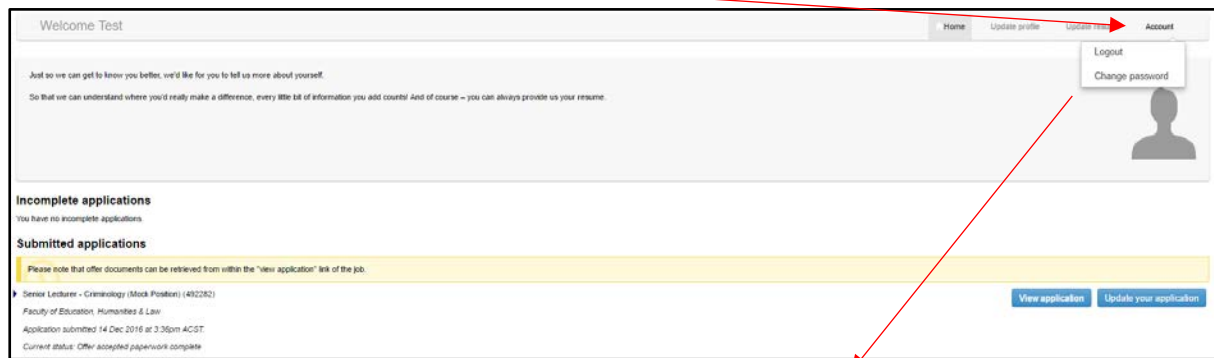 Welcome Test
Home
Update profile
Update
Account
Logout
Change password
Just so we can get to know you better, we'd like for you to tell us more about yourself.
So that we can understand where you'd really make a difference, every little bit of information you add counts! And of course – you can always provide us your resume.
Incomplete applications
You have no incomplete applications
Submitted applications
Please note that offer documents can be retrieved from within the "view application" link of the job.
Senior Lecturer - Criminology (Mock Position) (492282)
View application
Update your application
Faculty of Education, Humanities & Law
Application submitted 14 Dec 2016 at 3:36pm ACST.
Current status: Offer accepted paperwork complete